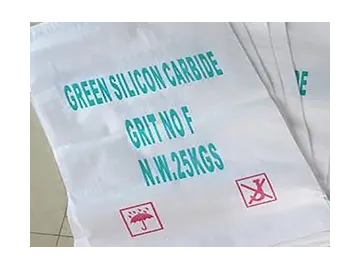 GREEN SILICON CARBIDE
GRIT NO F
N.W.25KGS